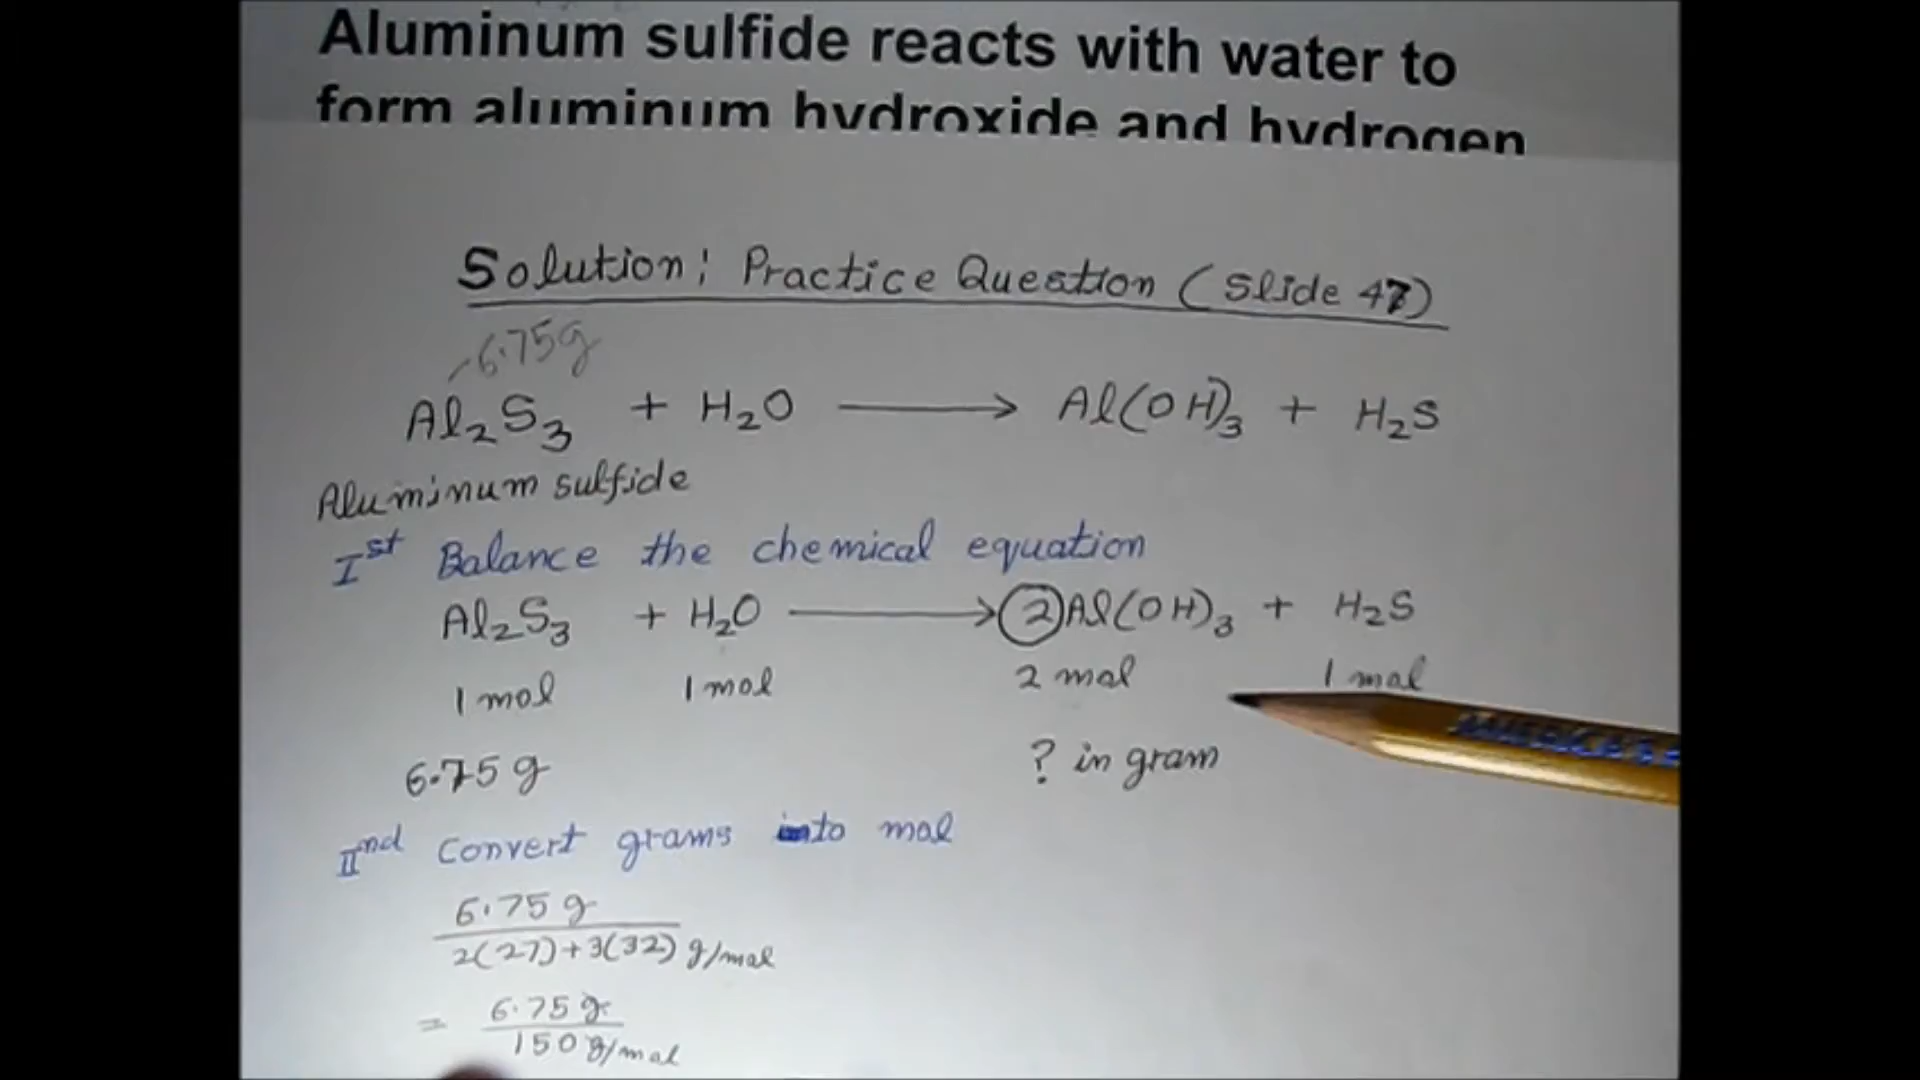 Aluminum sulfide reacts with water to
form aluminum hydroxide and hydrogen
Solution: Practice Question (Slide 47)
6.75g
Al₂S₃ + H₂O ⟶ Al(OH)₃ + H₂S
Aluminum sulfide
Iˢᵗ Balance the chemical equation
Al₂S₃ + H₂O ⟶ 2Al(OH)₃ + H₂S
1 mol 1 mol 2 mol 1 mol
6.75 g ? in gram
IIⁿᵈ Convert grams into mol
6.75 g
2(27)+3(32) g/mol
= 6.75 g
150 g/mol